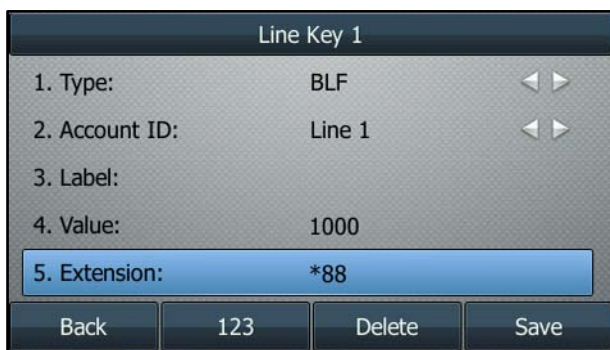 Line Key 1
1. Type: BLF
2. Account ID: Line 1
3. Label:
4. Value: 1000
5. Extension: *88
Back 123 Delete Save